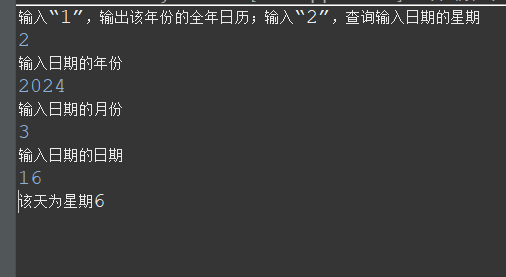 输入“1”，输出该年份的全年日历；输入“2”，查询输入日期的星期
2
输入日期的年份
2024
输入日期的月份
3
输入日期的日期
16
该天为星期6